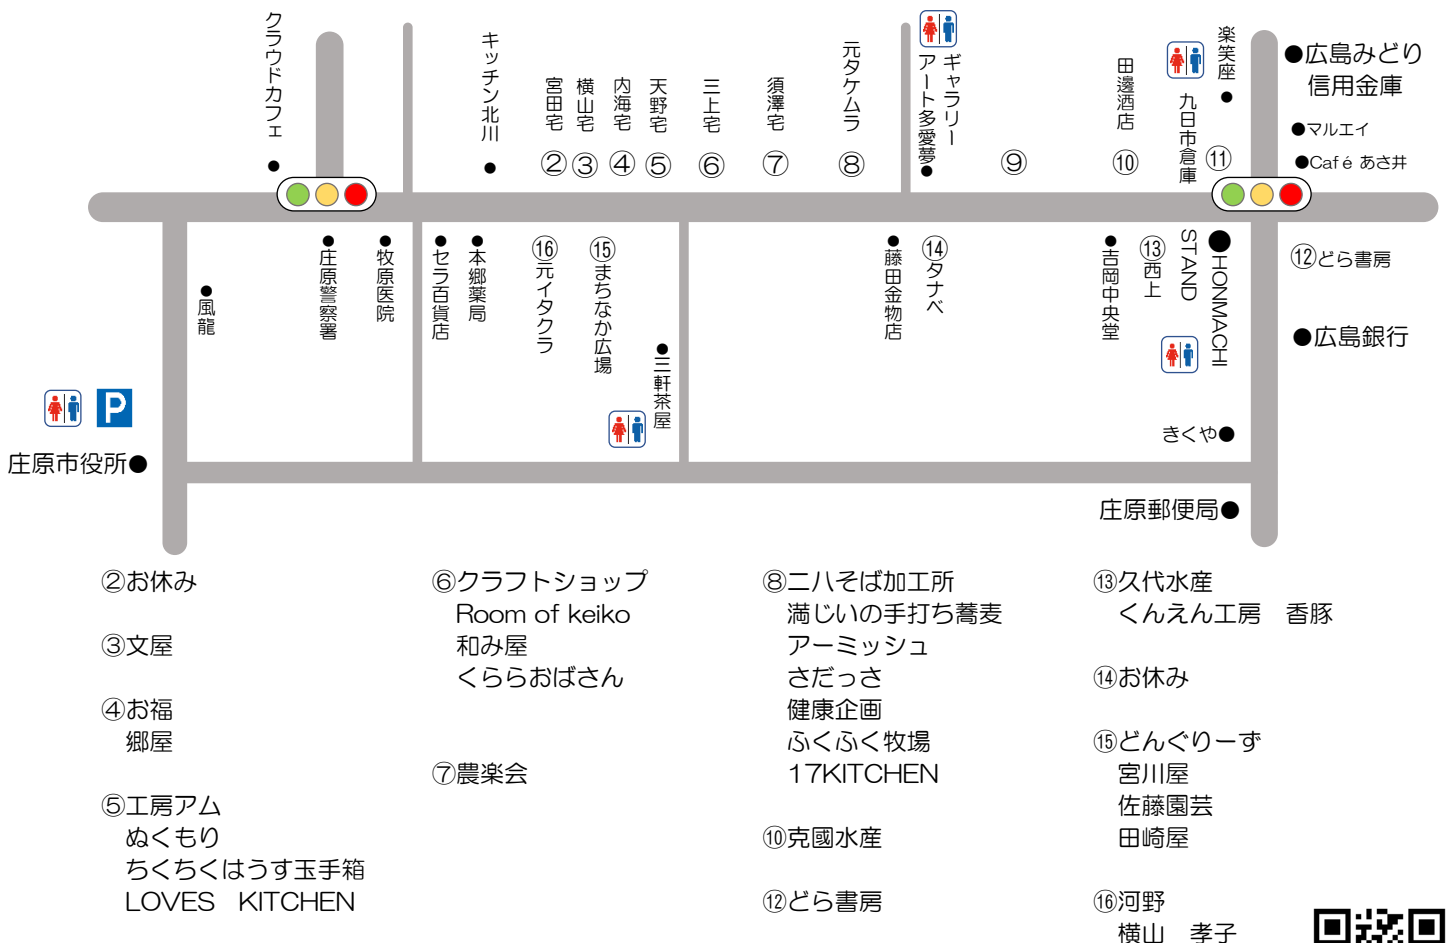 クラウドカフェ
キッチン北川
宮田宅
②
横山宅
③
内海宅
④
天野宅
⑤
三上宅
⑥
須澤宅
⑦
元タケムラ
⑧
ギャラリー
アート多愛夢
⑨
田邊酒店
⑩
九日市倉庫
楽笑座
⑪
広島みどり
信用金庫
マルエイ
Café あさ井
風龍
庄原警察署
牧原医院
セラ百貨店
本郷薬局
⑯元イタクラ
⑮まちなか広場
三軒茶屋
藤田金物店
⑭タナベ
吉岡中央堂
⑬西上
HONMACHI
STAND
⑫どら書房
広島銀行
P
きくや
庄原市役所
庄原郵便局
②お休み
③文屋
④お福
郷屋
⑤工房アム
ぬくもり
ちくちくはうす玉手箱
LOVES　KITCHEN
⑥クラフトショップ
Room of keiko
和み屋
くららおばさん
⑦農楽会
⑧二八そば加工所
満じいの手打ち蕎麦
アーミッシュ
さだっさ
健康企画
ふくふく牧場
17KITCHEN
⑩克國水産
⑫どら書房
⑬久代水産
くんえん工房　香豚
⑭お休み
⑮どんぐりーず
宮川屋
佐藤園芸
田崎屋
⑯河野
横山　孝子